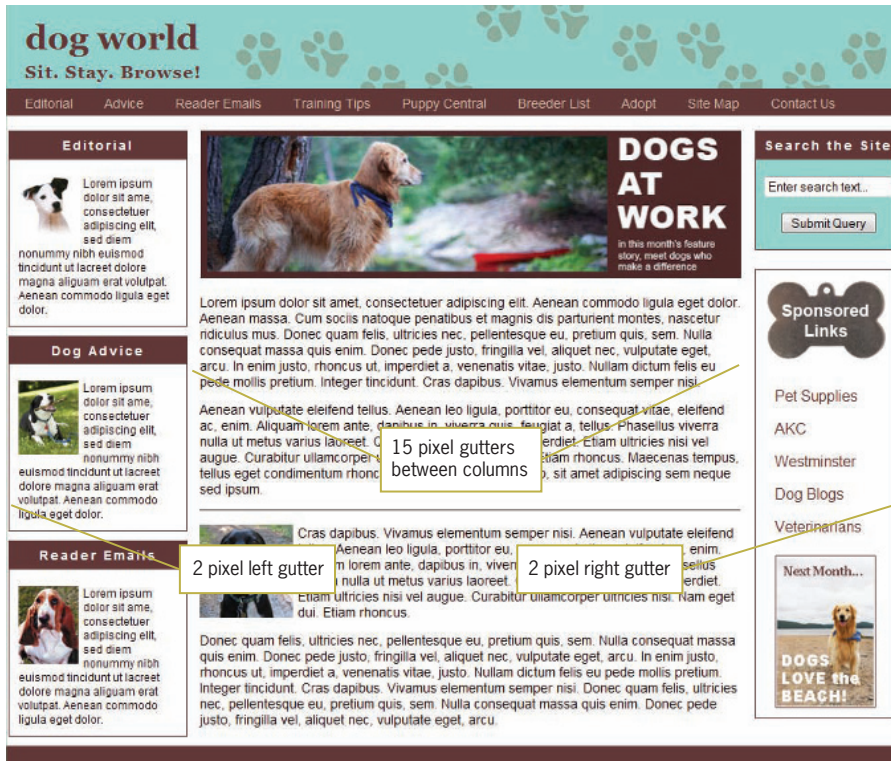 dog world
Sit. Stay. Browse!
Editorial Advice Reader Emails Training Tips Puppy Central Breeder List Adopt Site Map Contact Us
Editorial
Lorem ipsum
dolor sit ame,
consectetuer
adipiscing elit,
sed diem
nonummy nibh euismod
tincidunt ut lacreet dolore
magna aliguam erat volutpat.
Aenean commodo ligula eget
dolor.
Dog Advice
Lorem ipsum
dolor sit ame,
consectetuer
adipiscing elit,
sed diem
nonummy nibh
euismod tincidunt ut lacreet
dolore magna aliguam erat
volutpat. Aenean commodo
ligula eget dolor.
Reader Emails
Lorem ipsum
dolor sit ame,
consectetuer
adipiscing elit,
sed diem
nonummy nibh
euismod tincidunt ut lacreet
dolore magna aliguam erat
volutpat. Aenean commodo
ligula eget dolor.
DOGS
AT
WORK
in this month's feature
story, meet dogs who
make a difference
Lorem ipsum dolor sit amet, consectetuer adipiscing elit. Aenean commodo ligula eget dolor.
Aenean massa. Cum sociis natoque penatibus et magnis dis parturient montes, nascetur
ridiculus mus. Donec quam felis, ultricies nec, pellentesque eu, pretium quis, sem. Nulla
consequat massa quis enim. Donec pede justo, fringilla vel, aliquet nec, vulputate eget,
arcu. In enim justo, rhoncus ut, imperdiet a, venenatis vitae, justo. Nullam dictum felis eu
pede mollis pretium. Integer tincidunt. Cras dapibus. Vivamus elementum semper nisi.
Aenean vulputate eleifend tellus. Aenean leo ligula, porttitor eu, consequat vitae, eleifend
ac, enim. Aliquam lorem ante, dapibus in, viverra quis, feugiat a, tellus. Phasellus viverra
nulla ut metus varius laoreet. erdiet. Etiam ultricies nisi vel
augue. Curabitur ullamcorper Etiam rhoncus. Maecenas tempus,
tellus eget condimentum rhonc , sit amet adipiscing sem neque
sed ipsum.
15 pixel gutters
between columns
Cras dapibus. Vivamus elementum semper nisi. Aenean vulputate eleifend
Aenean leo ligula, porttitor eu, , enim.
lorem ante, dapibus in, sellus
nulla ut metus varius laoreet. perdiet.
Etiam ultricies nisi vel augue. Curabitur ullamcorper ultricies nisi. Nam eget
dui. Etiam rhoncus.
2 pixel left gutter
2 pixel right gutter
Donec quam felis, ultricies nec, pellentesque eu, pretium quis, sem. Nulla consequat massa
quis enim. Donec pede justo, fringilla vel, aliquet nec, vulputate eget, arcu. In enim justo,
rhoncus ut, imperdiet a, venenatis vitae, justo. Nullam dictum felis eu pede mollis pretium.
Integer tincidunt. Cras dapibus. Vivamus elementum semper nisi. Donec quam felis, ultricies
nec, pellentesque eu, pretium quis, sem. Nulla consequat massa quis enim. Donec pede
justo, fringilla vel, aliquet nec, vulputate eget, arcu.
Search the Site
Enter search text...
Submit Query
Sponsored
Links
Pet Supplies
AKC
Westminster
Dog Blogs
Veterinarians
Next Month...
DOGS
LOVE the
BEACH!